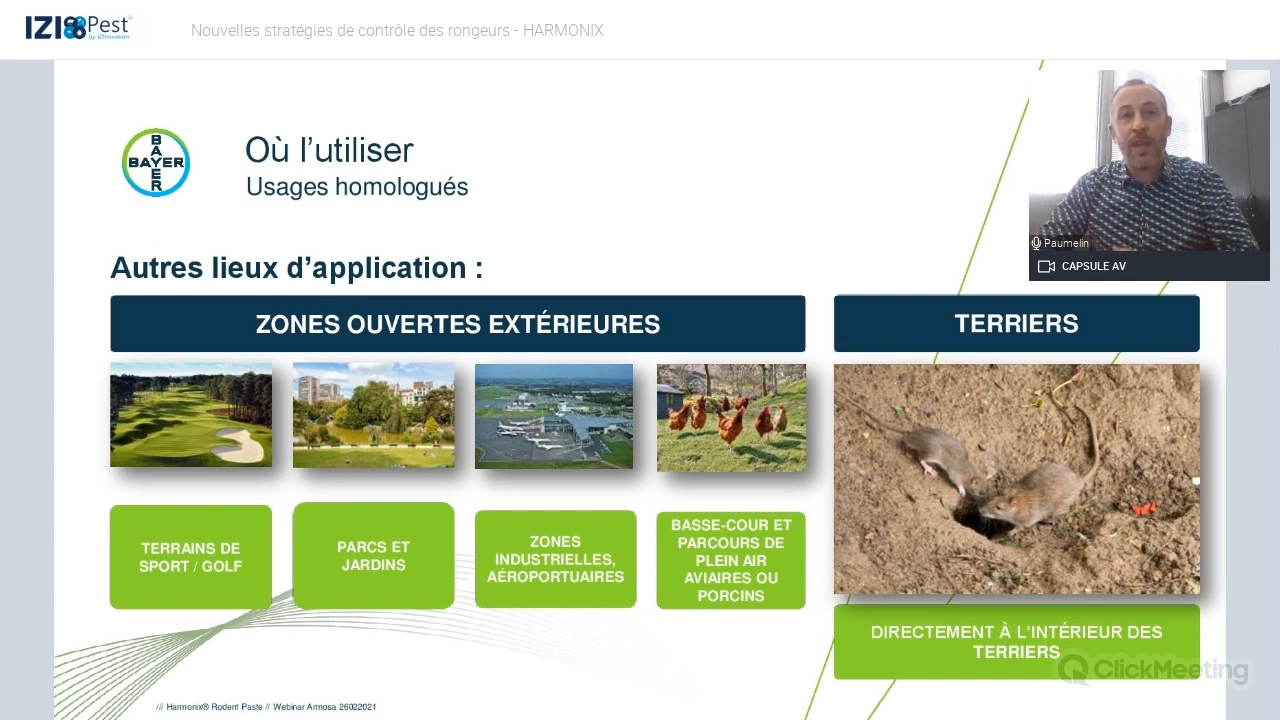 IZI Pest
by IZInovation
Nouvelles stratégies de contrôle des rongeurs - HARMONIX
BAYER
BAYER
Où l’utiliser
Usages homologués
Paumelin
CAPSULE AV
Autres lieux d’application :
ZONES OUVERTES EXTÉRIEURES
TERRIERS
TERRAINS DE
SPORT / GOLF
PARCS ET
JARDINS
ZONES
INDUSTRIELLES,
AÉROPORTUAIRES
BASSE-COUR ET
PARCOURS DE
PLEIN AIR
AVIAIRES OU
PORCINS
DIRECTEMENT À L’INTÉRIEUR DES
TERRIERS
ClickMeeting
/// Harmonix® Rodent Paste // Webinar Armosa 26022021